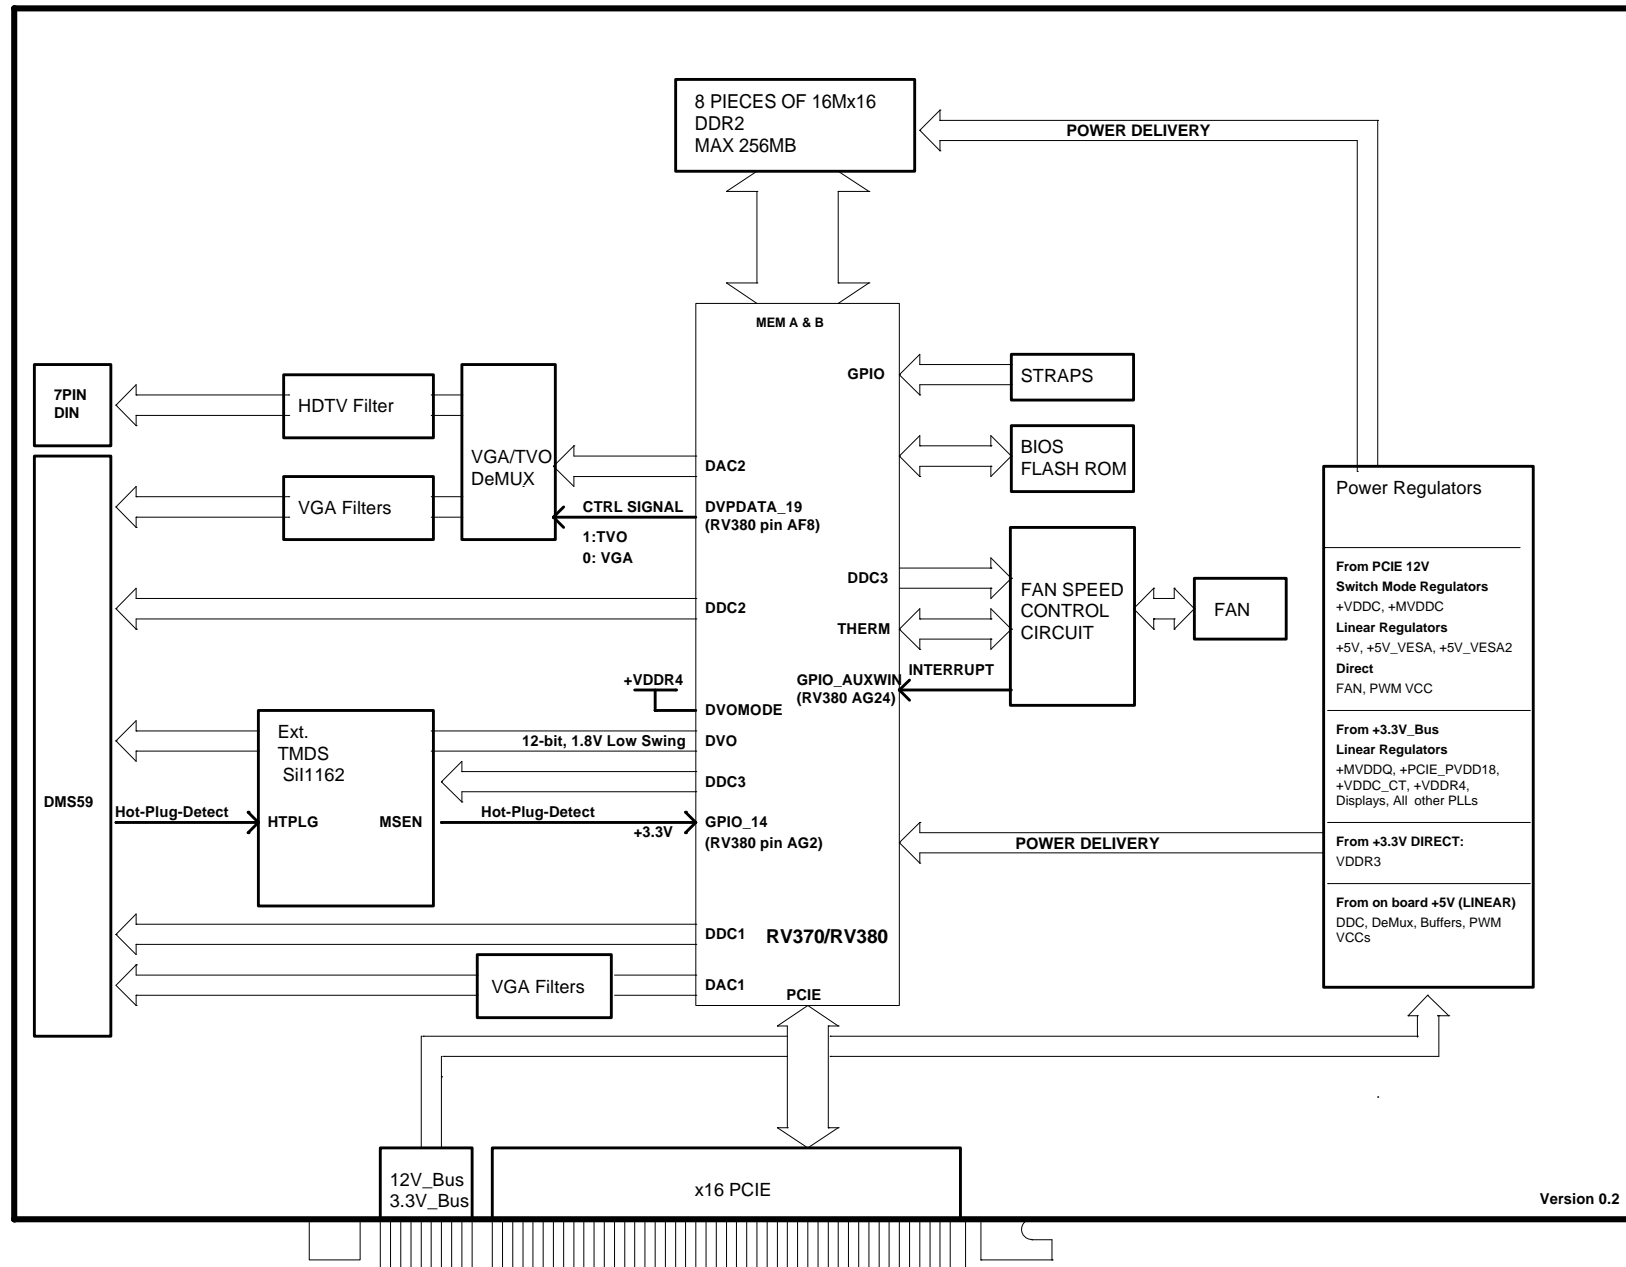 8 PIECES OF 16Mx16
DDR2
MAX 256MB
POWER DELIVERY
MEM A & B
GPIO
STRAPS
7PIN
DIN
HDTV Filter
VGA/TVO
DeMUX
DAC2
BIOS
FLASH ROM
VGA Filters
CTRL SIGNAL
1:TVO
0: VGA
DVPDATA_19
(RV380 pin AF8)
DDC3
FAN SPEED
CONTROL
CIRCUIT
FAN
DDC2
THERM
INTERRUPT
GPIO_AUXWIN
(RV380 AG24)
+VDDR4
DVOMODE
Ext.
TMDS
SiI1162
12-bit, 1.8V Low Swing
DVO
DDC3
DMS59
Hot-Plug-Detect
HTPLG
MSEN
Hot-Plug-Detect
+3.3V
GPIO_14
(RV380 pin AG2)
POWER DELIVERY
DDC1
RV370/RV380
VGA Filters
DAC1
PCIE
Power Regulators
From PCIE 12V
Switch Mode Regulators
+VDDC, +MVDDC
Linear Regulators
+5V, +5V_VESA, +5V_VESA2
Direct
FAN, PWM VCC
From +3.3V_Bus
Linear Regulators
+MVDDQ, +PCIE_PVDD18,
+VDDC_CT, +VDDR4,
Displays, All other PLLs
From +3.3V DIRECT:
VDDR3
From on board +5V (LINEAR)
DDC, DeMux, Buffers, PWM
VCCs
12V_Bus
3.3V_Bus
x16 PCIE
Version 0.2